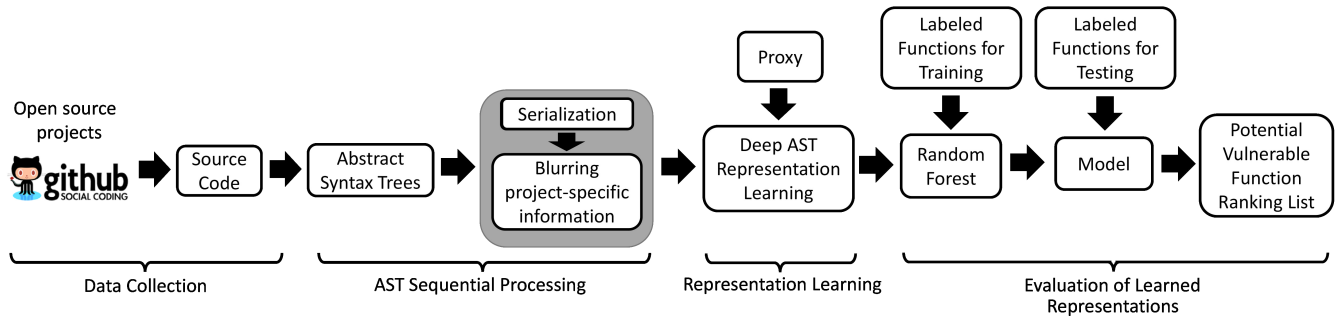 Open source
projects
github
SOCIAL CODING
Source
Code
Abstract
Syntax Trees
Serialization
Blurring
project-specific
information
Proxy
Deep AST
Representation
Learning
Labeled
Functions for
Training
Random
Forest
Labeled
Functions for
Testing
Model
Potential
Vulnerable
Function
Ranking List
Data Collection
AST Sequential Processing
Representation Learning
Evaluation of Learned
Representations